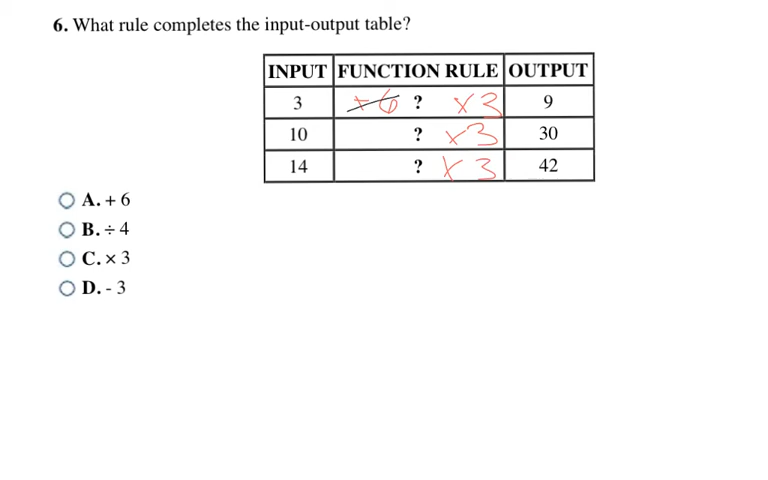 6. What rule completes the input-output table?
INPUT FUNCTION RULE OUTPUT
3 +6 ? ×3 9
10 ? ×3 30
14 ? ×3 42
A. + 6
B. ÷ 4
C. × 3
D. - 3